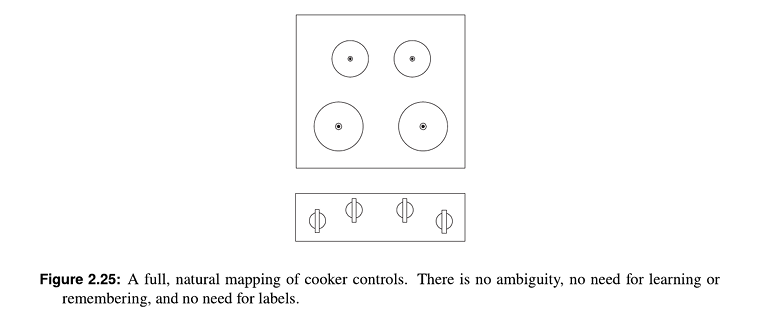 Figure 2.25: A full, natural mapping of cooker controls. There is no ambiguity, no need for learning or
remembering, and no need for labels.